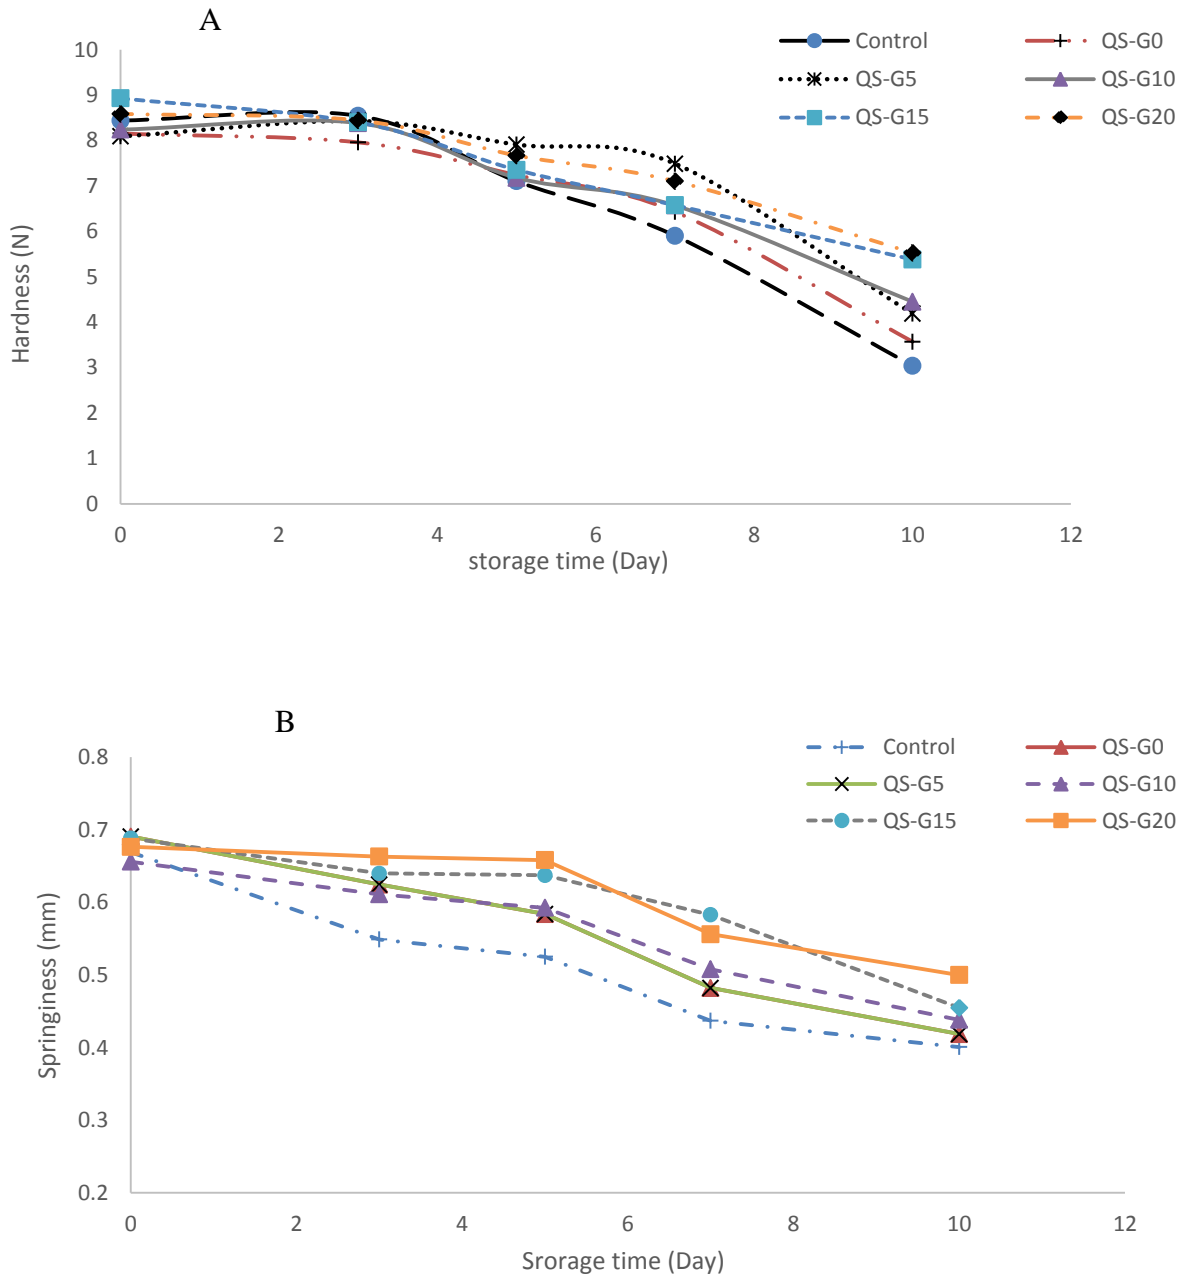 A
Control
QS-G0
QS-G5
QS-G10
QS-G15
QS-G20
10
9
8
7
6
5
4
3
2
1
0
Hardness (N)
0 2 4 6 8 10 12
storage time (Day)
B
Control
QS-G0
QS-G5
QS-G10
QS-G15
QS-G20
0.8
0.7
0.6
0.5
0.4
0.3
0.2
Springiness (mm)
0 2 4 6 8 10 12
Srorage time (Day)